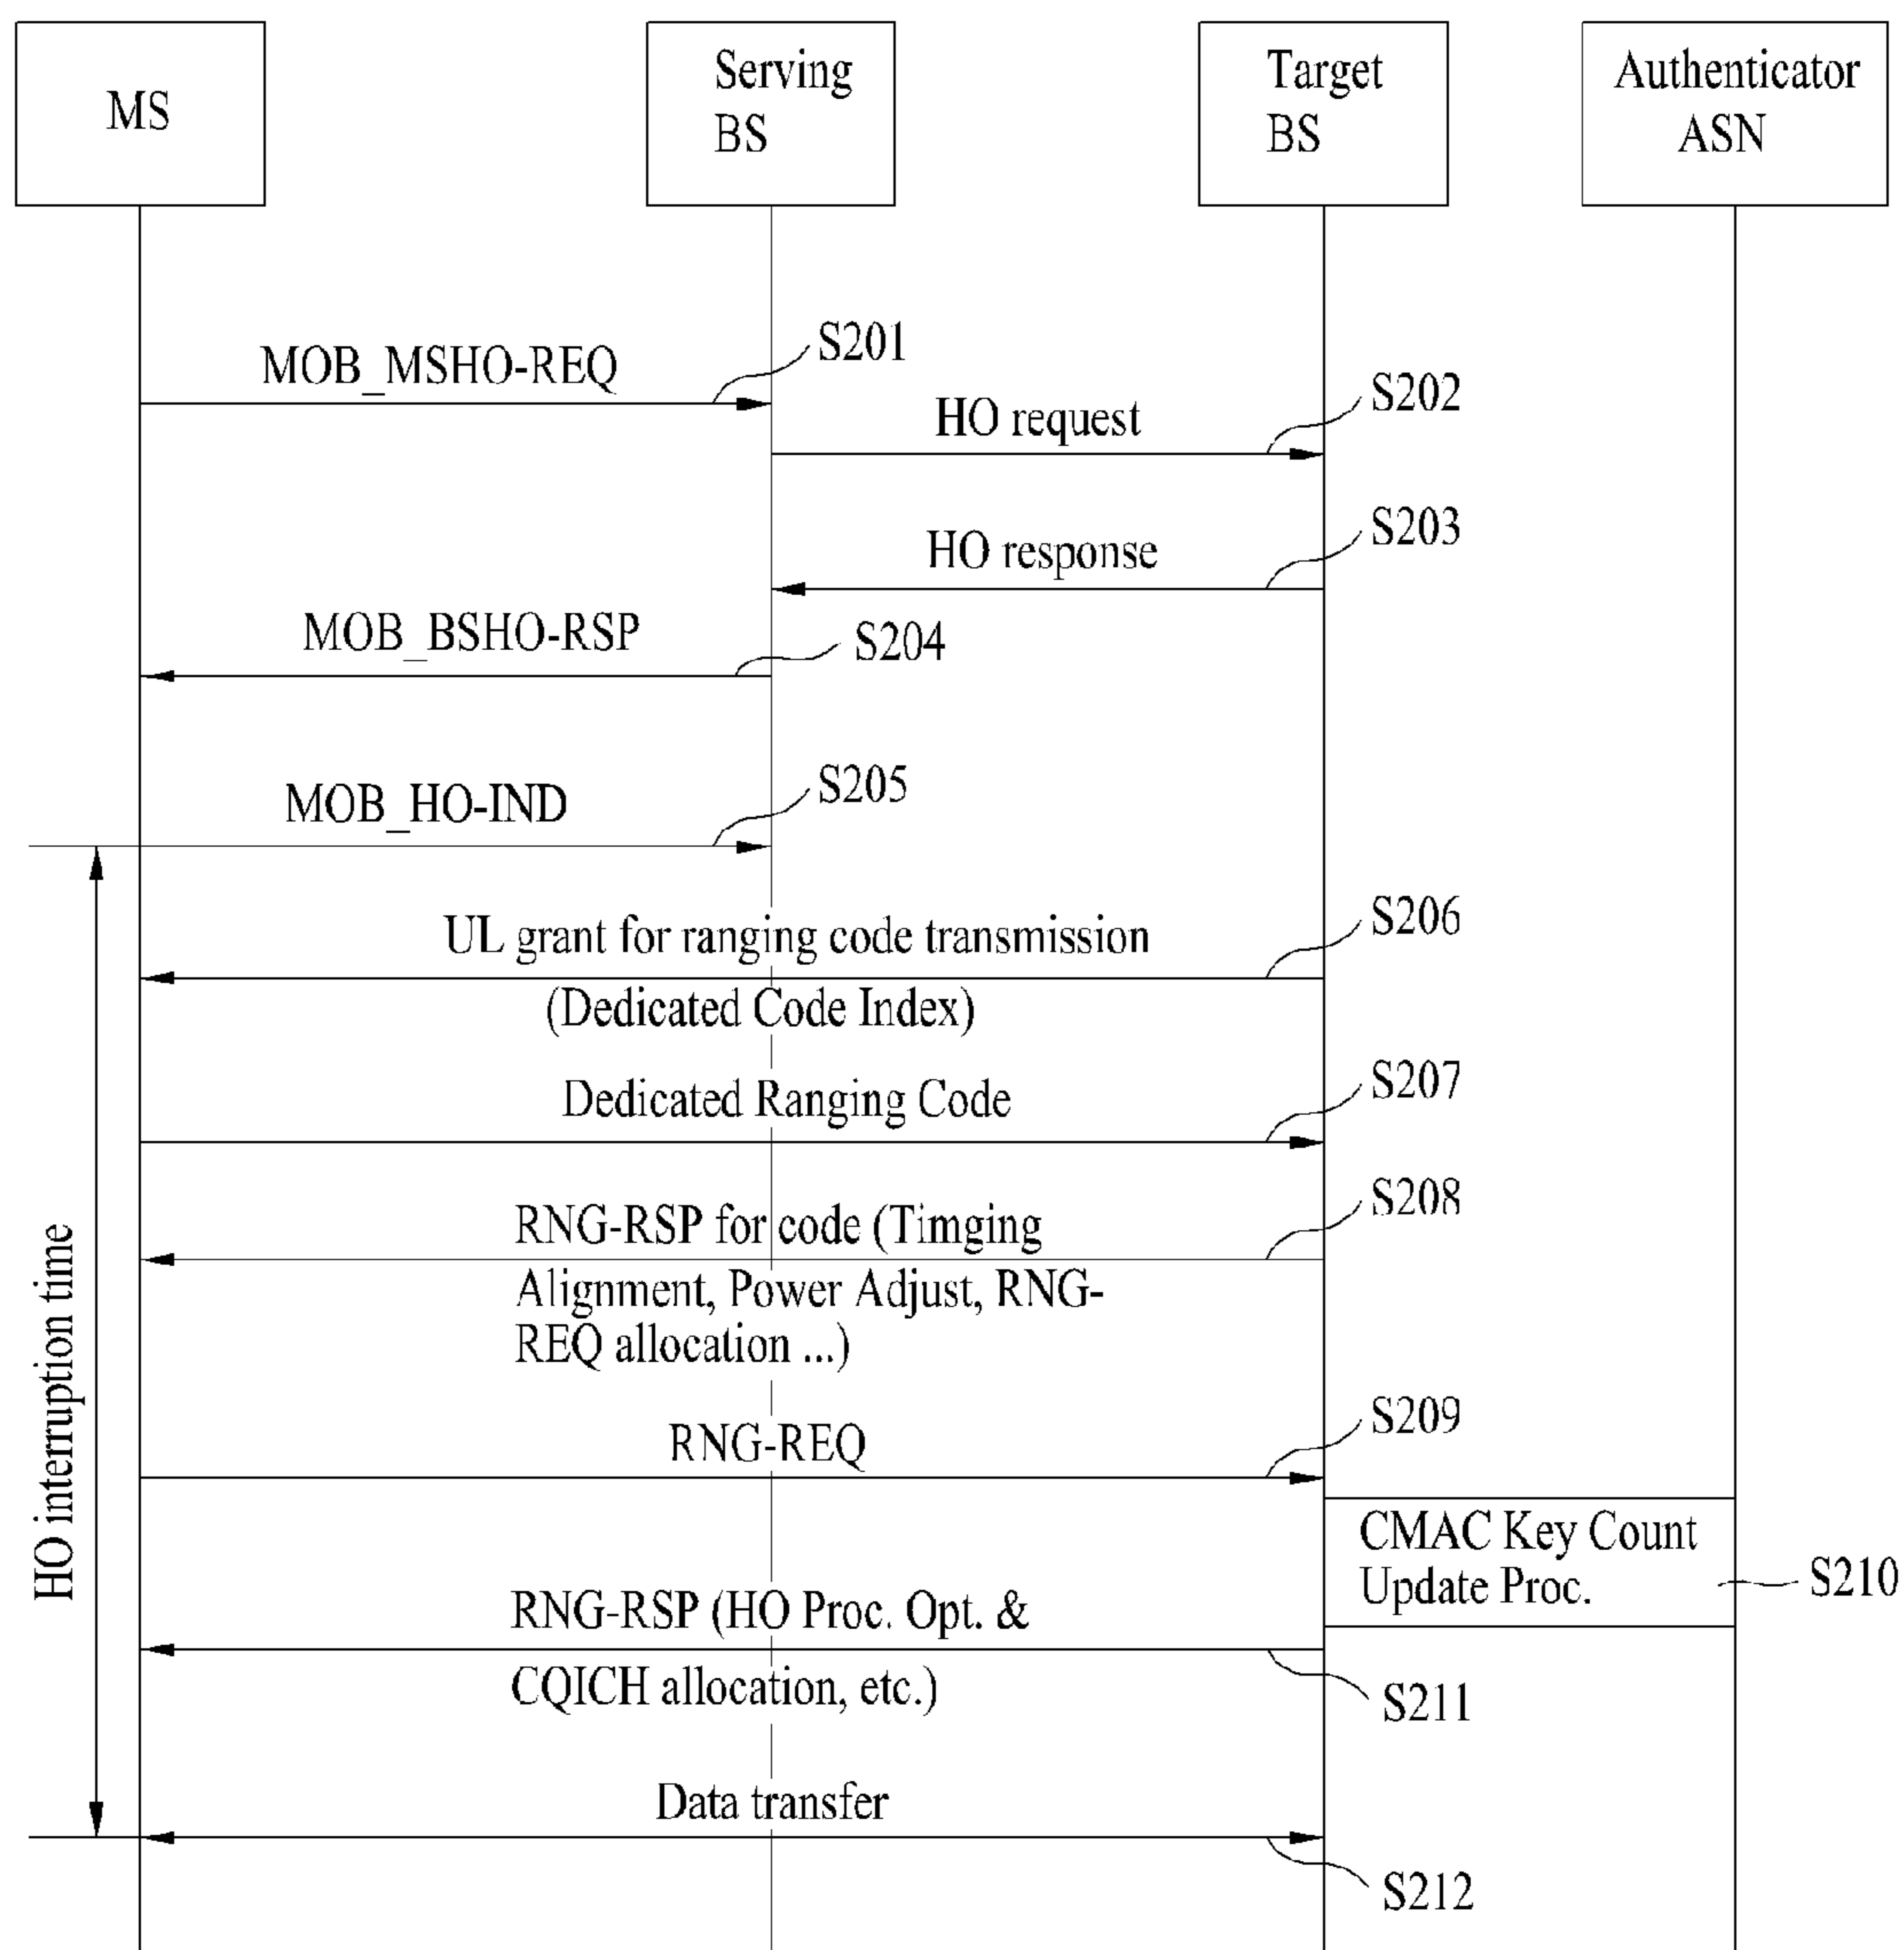 MS
Serving
BS
Target
BS
Authenticator
ASN
MOB_MSHO-REQ
S201
HO request
S202
HO response
S203
MOB_BSHO-RSP
S204
MOB_HO-IND
S205
UL grant for ranging code transmission
(Dedicated Code Index)
S206
Dedicated Ranging Code
S207
RNG-RSP for code (Timging
Alignment, Power Adjust, RNG-
REQ allocation ...)
S208
HO interruption time
RNG-REQ
S209
CMAC Key Count
Update Proc.
S210
RNG-RSP (HO Proc. Opt. &
CQICH allocation, etc.)
S211
Data transfer
S212